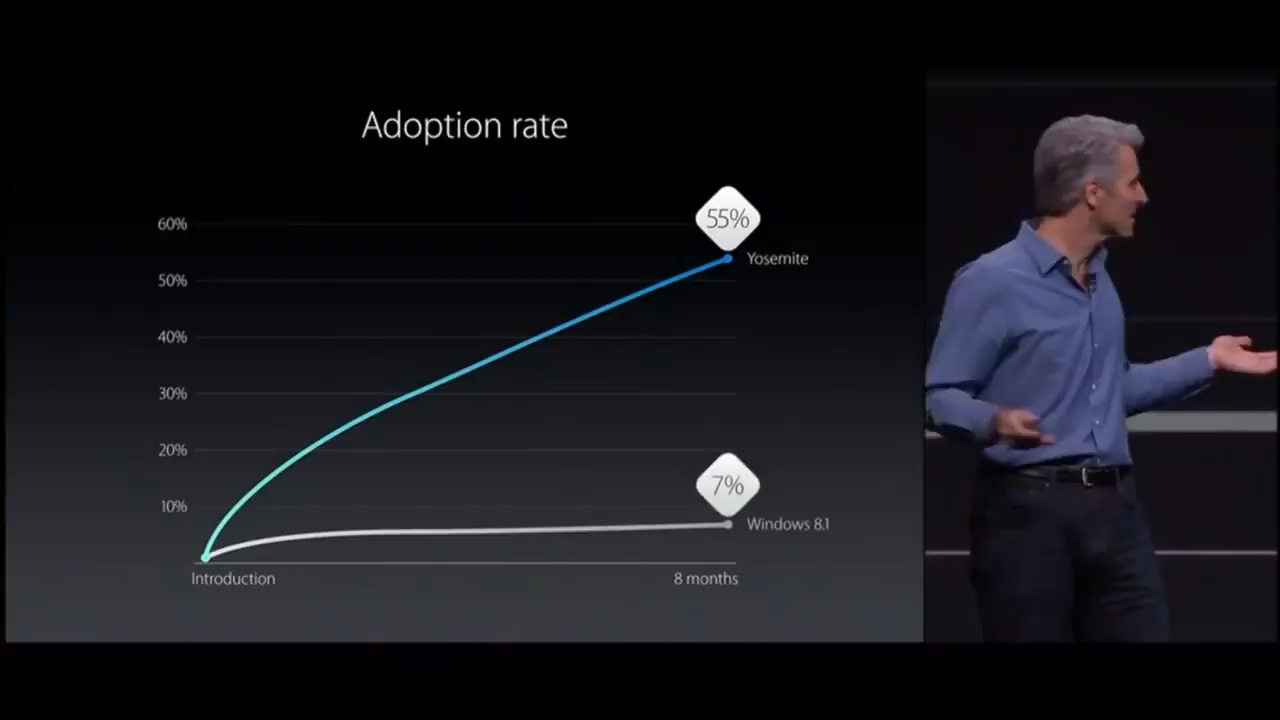 Adoption rate
60%
50%
40%
30%
20%
10%
55%
Yosemite
7%
Windows 8.1
Introduction
8 months